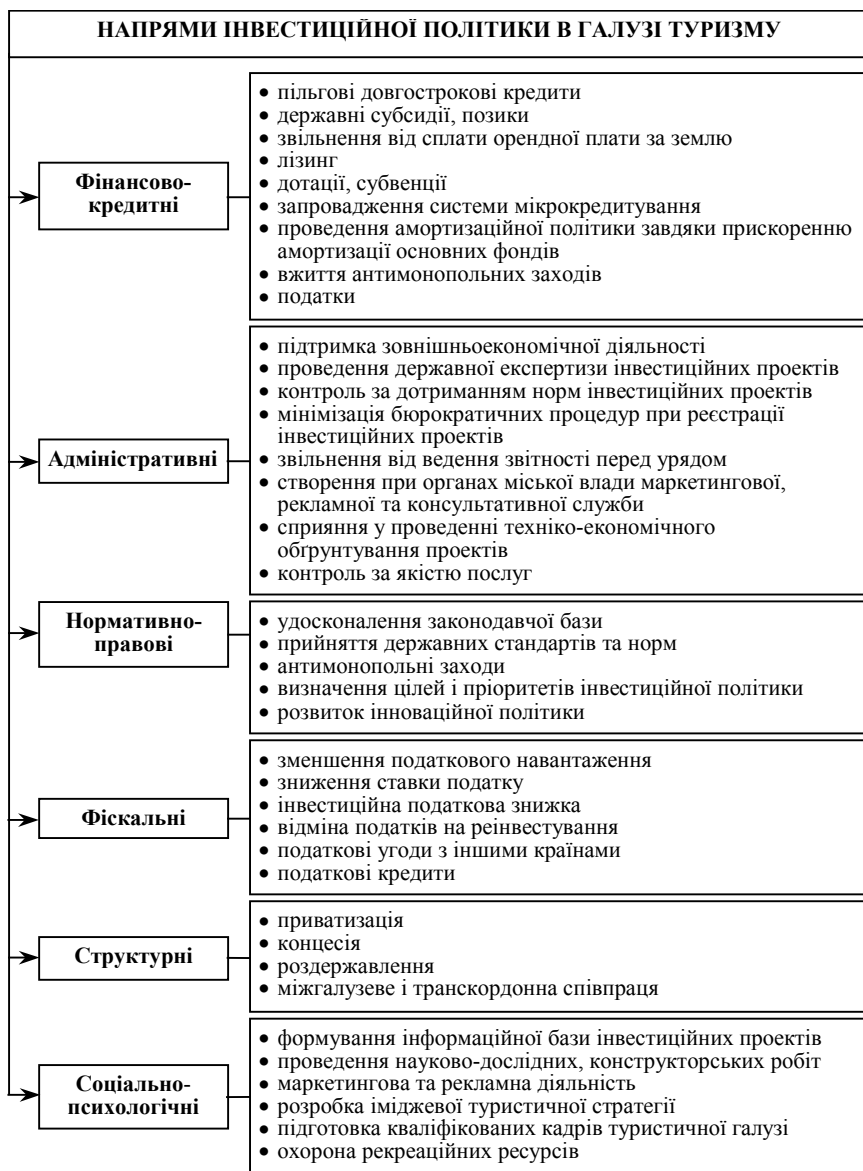 НАПРЯМИ ІНВЕСТИЦІЙНОЇ ПОЛІТИКИ В ГАЛУЗІ ТУРИЗМУ
Фінансово-
кредитні
• пільгові довгострокові кредити
• державні субсидії, позики
• звільнення від сплати орендної плати за землю
• лізинг
• дотації, субвенції
• запровадження системи мікрокредитування
• проведення амортизаційної політики завдяки прискоренню
амортизації основних фондів
• вжиття антимонопольних заходів
• податки
Адміністративні
• підтримка зовнішньоекономічної діяльності
• проведення державної експертизи інвестиційних проектів
• контроль за дотриманням норм інвестиційних проектів
• мінімізація бюрократичних процедур при реєстрації
інвестиційних проектів
• звільнення від ведення звітності перед урядом
• створення при органах міської влади маркетингової,
рекламної та консультативної служби
• сприяння у проведенні техніко-економічного
обґрунтування проектів
• контроль за якістю послуг
Нормативно-
правові
• удосконалення законодавчої бази
• прийняття державних стандартів та норм
• антимонопольні заходи
• визначення цілей і пріоритетів інвестиційної політики
• розвиток інноваційної політики
Фіскальні
• зменшення податкового навантаження
• зниження ставки податку
• інвестиційна податкова знижка
• відміна податків на реінвестування
• податкові угоди з іншими країнами
• податкові кредити
Структурні
• приватизація
• концесія
• роздержавлення
• міжгалузеве і транскордонна співпраця
Соціально-
психологічні
• формування інформаційної бази інвестиційних проектів
• проведення науково-дослідних, конструкторських робіт
• маркетингова та рекламна діяльність
• розробка іміджевої туристичної стратегії
• підготовка кваліфікованих кадрів туристичної галузі
• охорона рекреаційних ресурсів